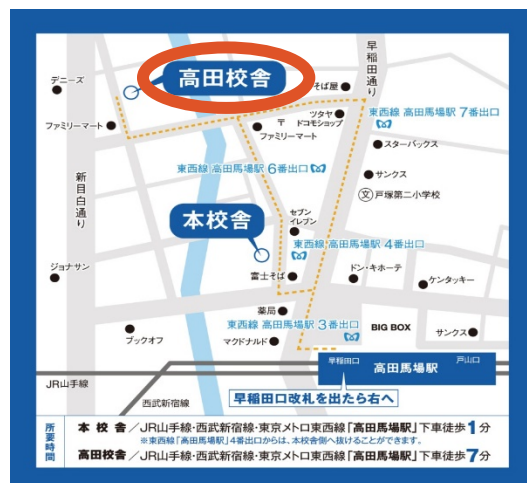 早稲田通り
高田校舎
デニーズ
そば屋
ツタヤ
ドコモショップ
東西線 高田馬場駅 7番出口
ファミリーマート
〒
ファミリーマート
スターバックス
東西線 高田馬場駅 6番出口
サンクス
新目白通り
文 戸塚第二小学校
本校舎
セブン
イレブン
東西線 高田馬場駅 4番出口
ジョナサン
富士そば
ドン・キホーテ
ケンタッキー
薬局
東西線 高田馬場駅 3番出口
BIG BOX
サンクス
ブックオフ
マクドナルド
早稲田口
高田馬場駅
戸山口
JR山手線
西武新宿線
早稲田口改札を出たら右へ
所要時間
本校舎/JR山手線・西武新宿線・東京メトロ東西線「高田馬場駅」下車徒歩1分
※東西線「高田馬場駅」4番出口からは、本校舎側へ抜けることができます。
高田校舎/JR山手線・西武新宿線・東京メトロ東西線「高田馬場駅」下車徒歩7分